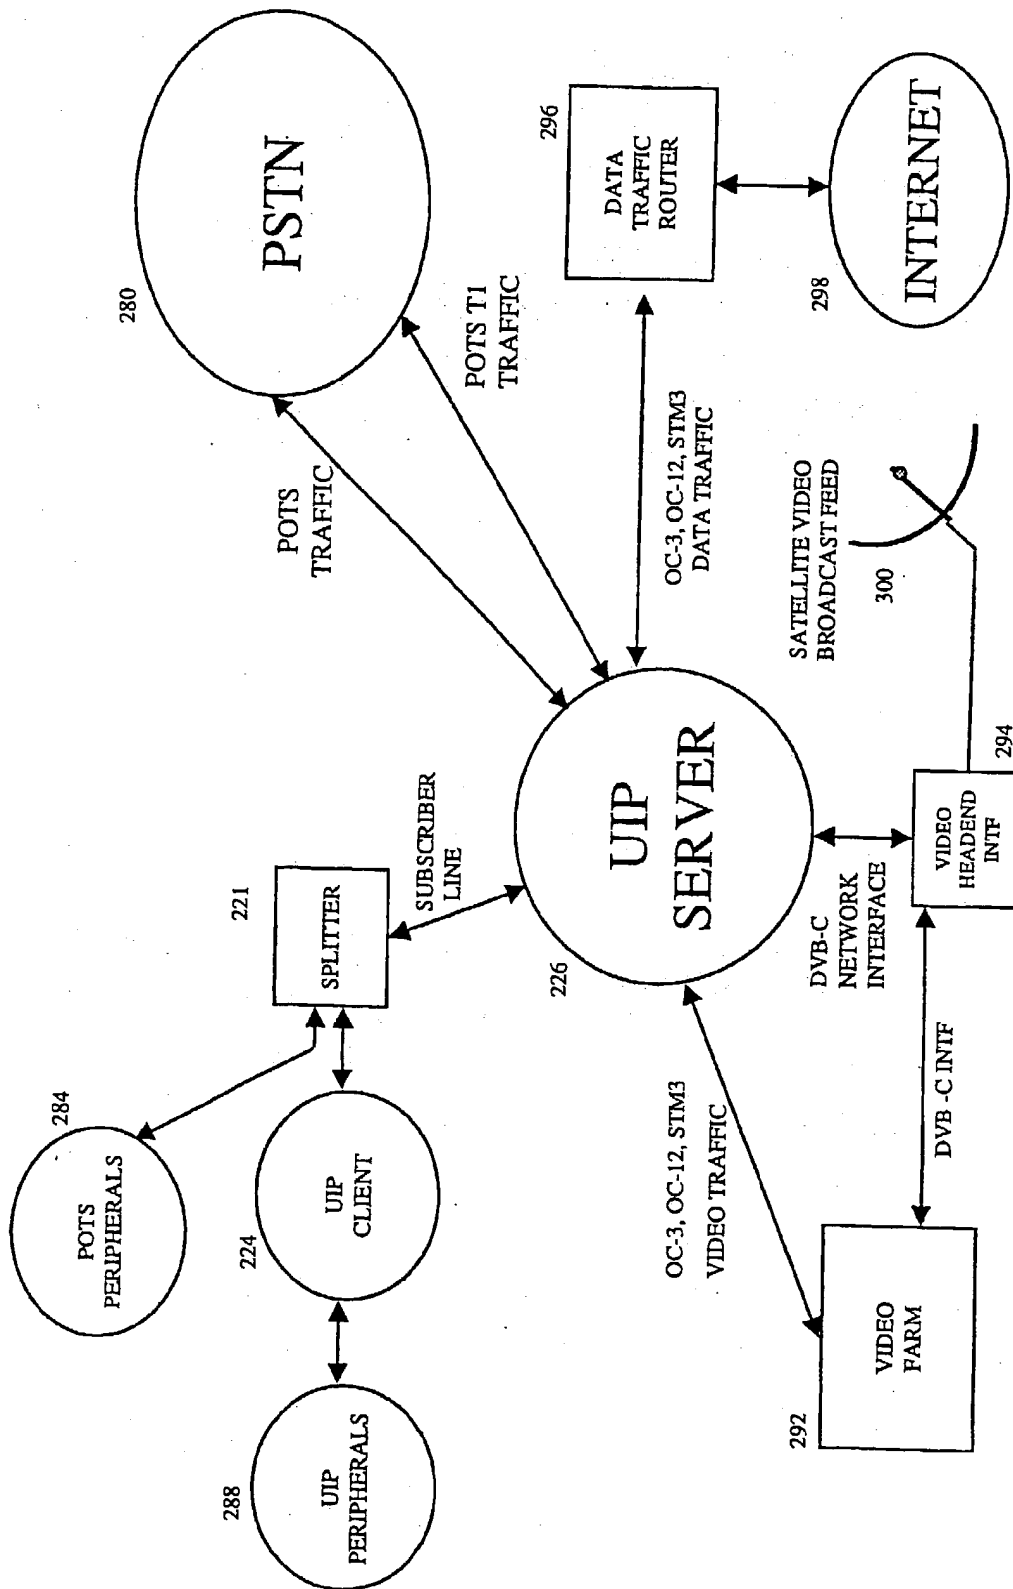 284
POTS
PERIPHERALS
221
SPLITTER
POTS
TRAFFIC
280
PSTN
288
UIP
PERIPHERALS
224
UIP
CLIENT
SUBSCRIBER
LINE
POTS T1
TRAFFIC
226
UIP
SERVER
OC-3, OC-12, STM3
DATA TRAFFIC
296
DATA
TRAFFIC
ROUTER
OC-3, OC-12, STM3
VIDEO TRAFFIC
DVB-C
NETWORK
INTERFACE
SATELLITE VIDEO
BROADCAST FEED
300
298
INTERNET
292
VIDEO
FARM
DVB -C INTF
VIDEO
HEADEND
INTF
294